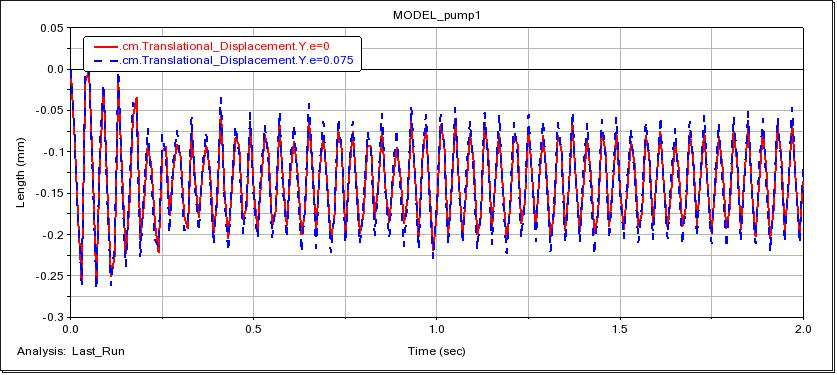 MODEL_pump1
0.05
.cm.Translational_Displacement.Y.e=0
.cm.Translational_Displacement.Y.e=0.075
0.0
-0.05
-0.1
-0.15
-0.2
-0.25
-0.3
Length (mm)
0.0 0.5 1.0 1.5 2.0
Analysis: Last_Run Time (sec)